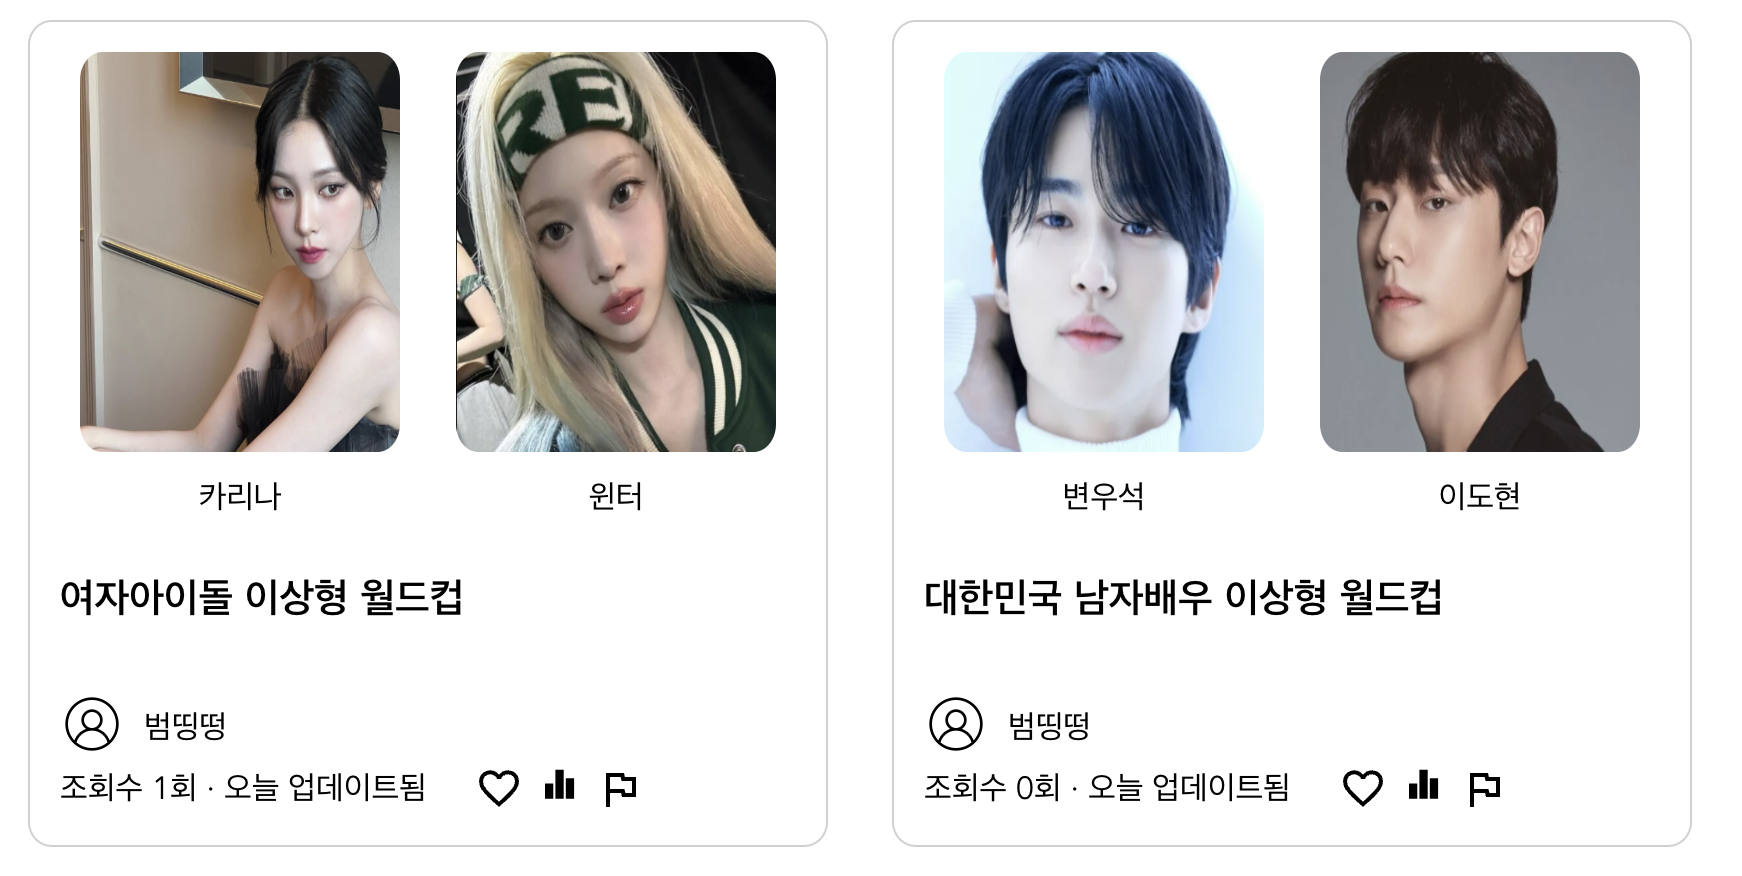 RE
카리나
윈터
여자아이돌 이상형 월드컵
범띵떵
조회수 1회 · 오늘 업데이트됨
변우석
이도현
대한민국 남자배우 이상형 월드컵
범띵떵
조회수 0회 · 오늘 업데이트됨